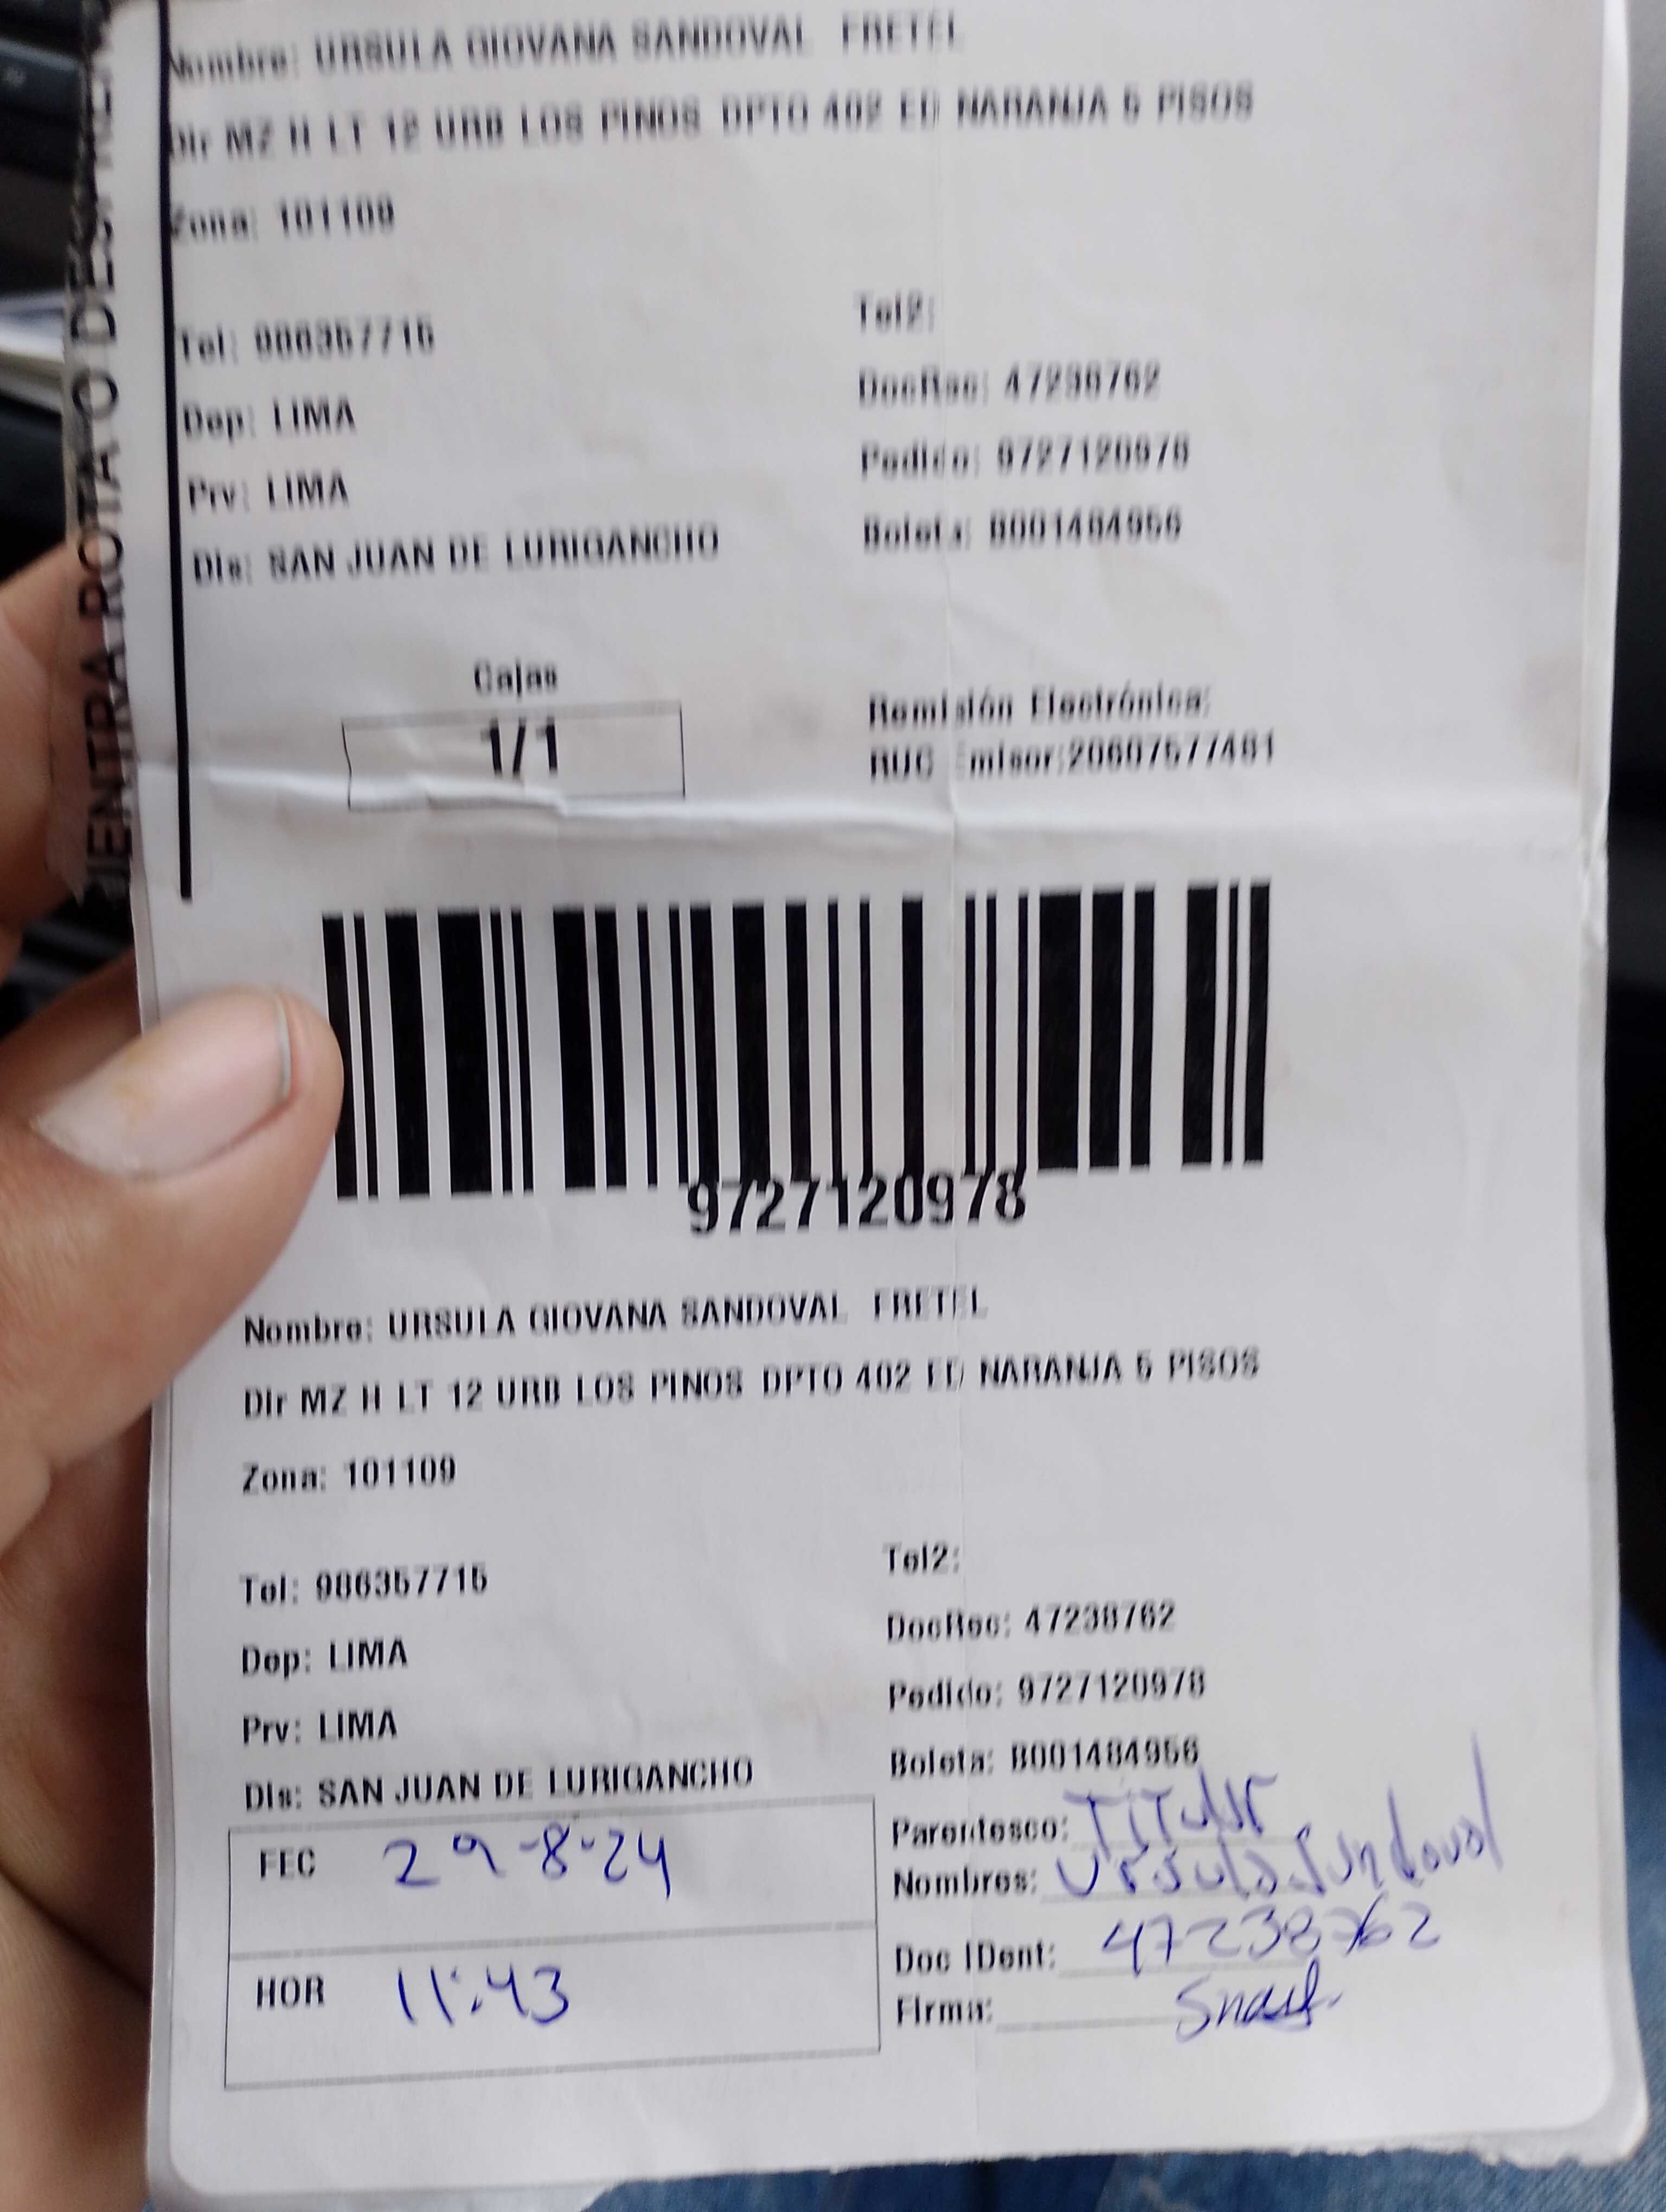 Nombre: URSULA GIOVANA SANDOVAL FRETEL
Dir MZ H LT 12 URB LOS PINOS DPTO 402 ED NARANJA 5 PISOS
Zona: 101109
Tel: 986357715
Tel2:
Dep: LIMA
DocRec: 47238762
Prv: LIMA
Pedido: 9727120978
Dis: SAN JUAN DE LURIGANCHO
Boleta: B001484956
Cajas
1/1
Remisión Electrónica:
RUC Emisor:20607577481
ROTA O
9727120978
Nombre: URSULA GIOVANA SANDOVAL FRETEL
Dir MZ H LT 12 URB LOS PINOS DPTO 402 ED NARANJA 5 PISOS
Zona: 101109
Tel: 986357715
Tel2:
Dep: LIMA
DocRec: 47238762
Prv: LIMA
Pedido: 9727120978
Dis: SAN JUAN DE LURIGANCHO
Boleta: B001484956
FEC 29-8-24
HOR 11:43
Parentesco: Titular
Nombres: Ursula Sandoval
Doc IDent: 47238762
Firma: